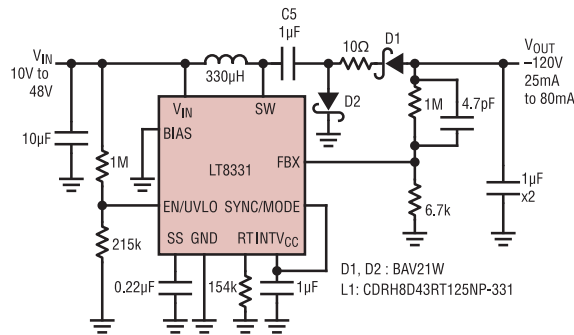 C5
1µF
D1
VIN
10V to
48V
330µH
10Ω
VOUT
–120V
25mA
to 80mA
D2
VIN
SW
1M
4.7pF
BIAS
10µF
1M
LT8331
FBX
1µF
x2
6.7k
EN/UVLO
SYNC/MODE
215k
SS
GND
RT
INTVCC
0.22µF
154k
1µF
D1, D2 : BAV21W
L1: CDRH8D43RT125NP-331